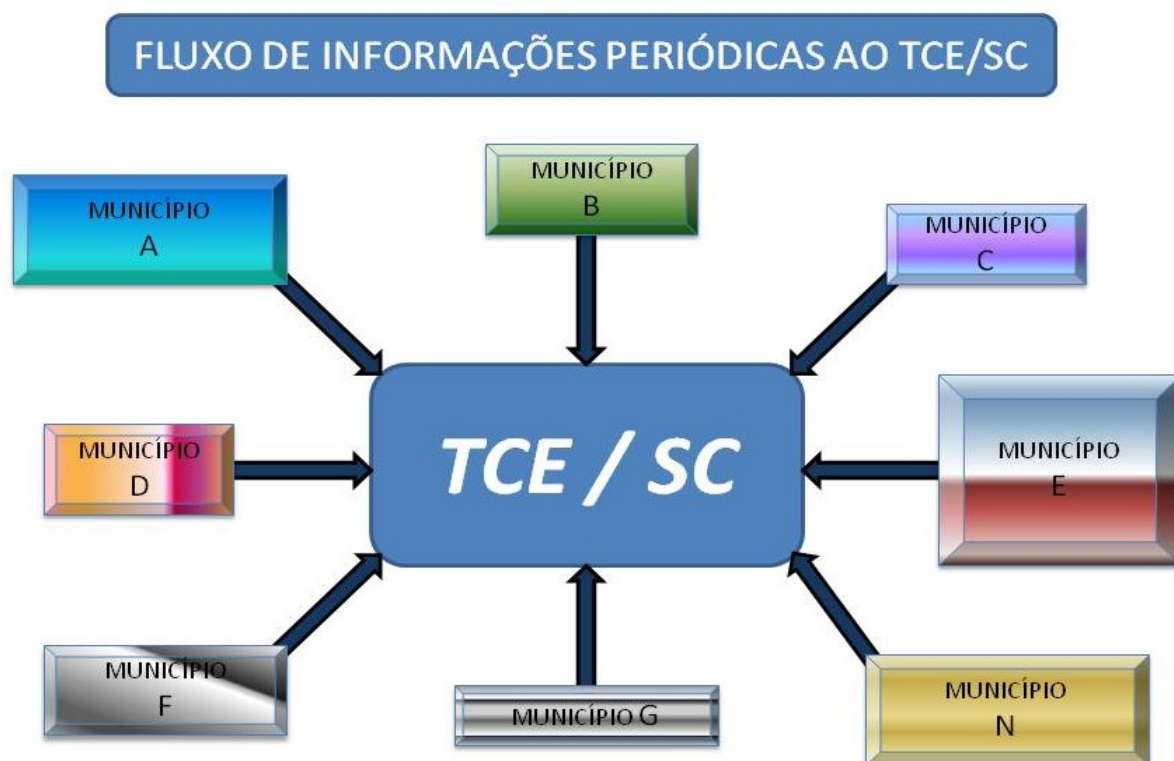 FLUXO DE INFORMAÇÕES PERIÓDICAS AO TCE/SC
MUNICÍPIO
A
MUNICÍPIO
B
MUNICÍPIO
C
MUNICÍPIO
D
TCE / SC
MUNICÍPIO
E
MUNICÍPIO
F
MUNICÍPIO G
MUNICÍPIO
N